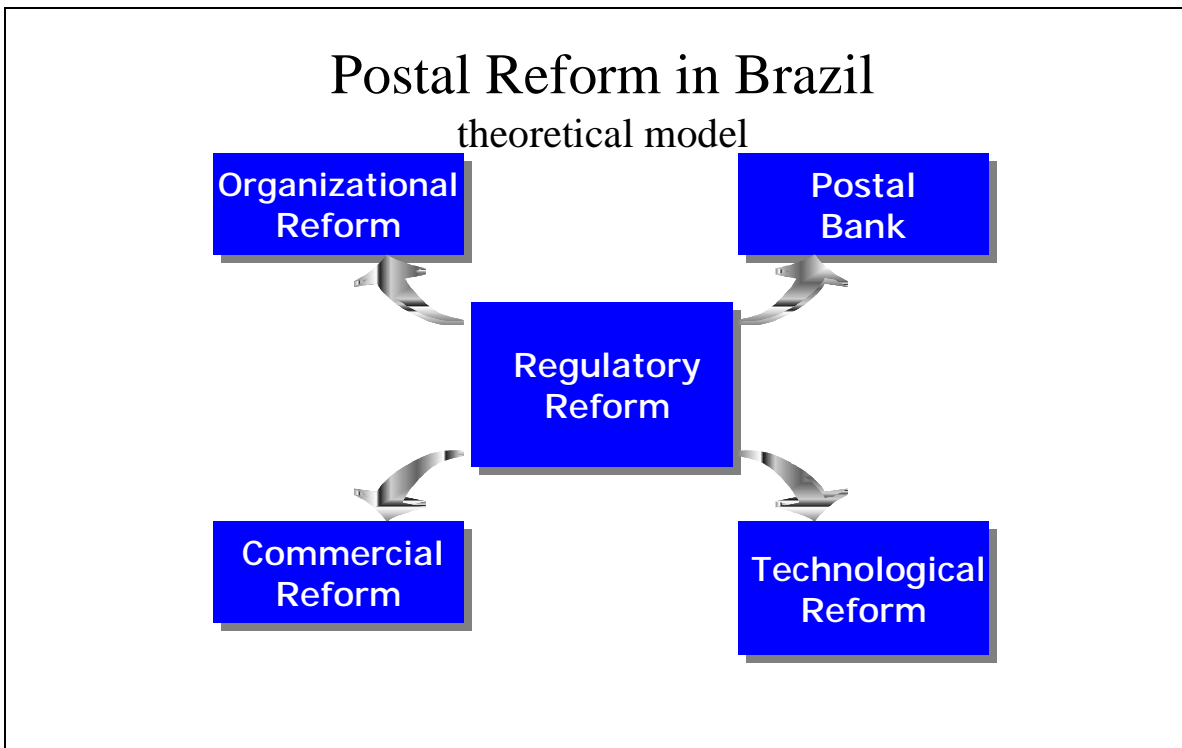 Postal Reform in Brazil
theoretical model
Organizational
Reform
Postal
Bank
Regulatory
Reform
Commercial
Reform
Technological
Reform